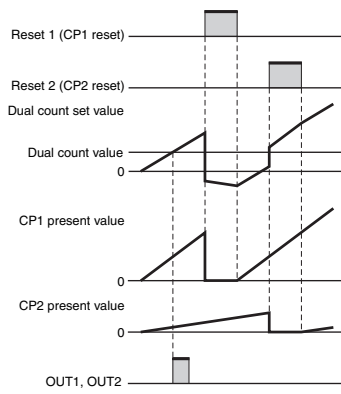 Reset 1 (CP1 reset)
Reset 2 (CP2 reset)
Dual count set value
Dual count value
0
CP1 present value
0
CP2 present value
0
OUT1, OUT2